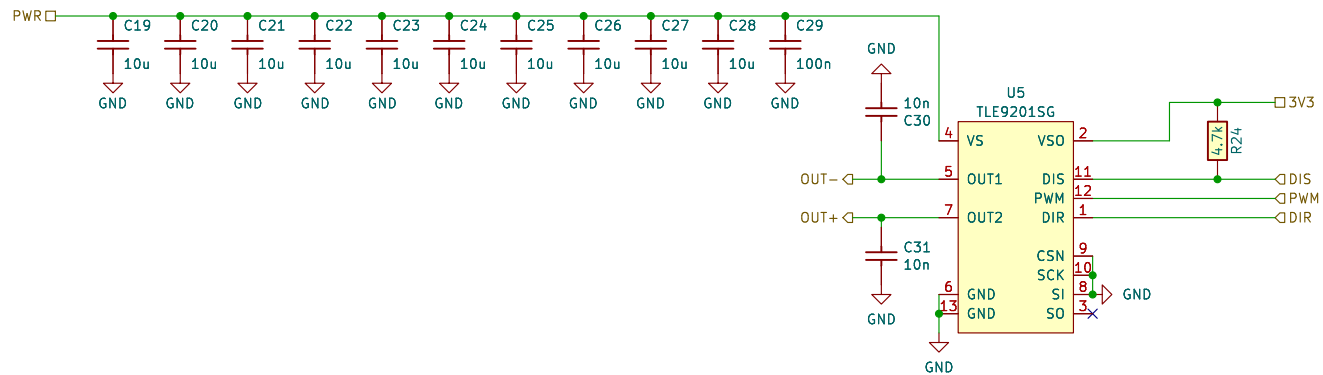 PWR
C19 C20 C21 C22 C23 C24 C25 C26 C27 C28 C29
10u 10u 10u 10u 10u 10u 10u 10u 10u 10u 100n
GND GND GND GND GND GND GND GND GND GND GND
GND
10n
C30
U5
TLE9201SG
3V3
4.7k
R24
4 VS VSO 2
OUT- 5 OUT1 DIS 11 DIS
PWM 12 PWM
OUT+ 7 OUT2 DIR 1 DIR
C31
10n
CSN 9
SCK 10
6 GND SI 8 GND
13 GND SO 3
GND
GND